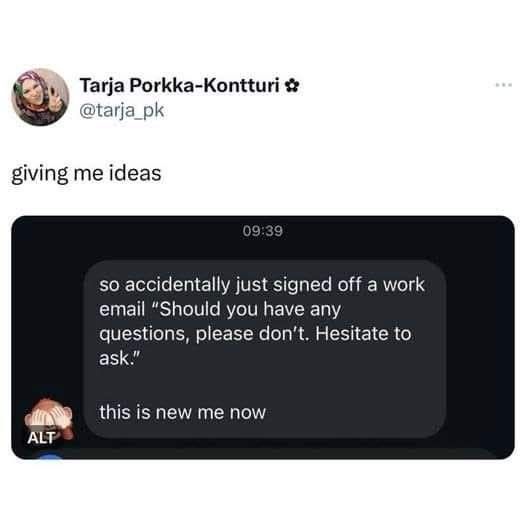 Tarja Porkka-Kontturi ✿
@tarja_pk
giving me ideas
09:39
so accidentally just signed off a work
email “Should you have any
questions, please don’t. Hesitate to
ask.”
this is new me now
ALT